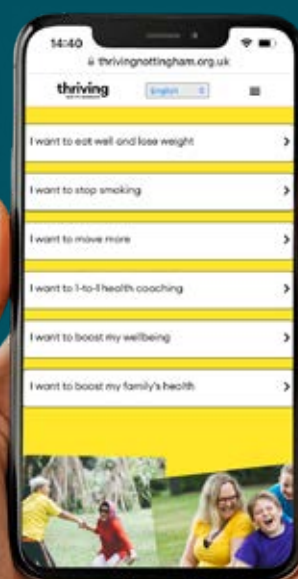 14:40
thrivingnottingham.org.uk
thriving
English
I want to eat well and lose weight
I want to stop smoking
I want to move more
I want to 1-to-1 health coaching
I want to boost my wellbeing
I want to boost my family's health